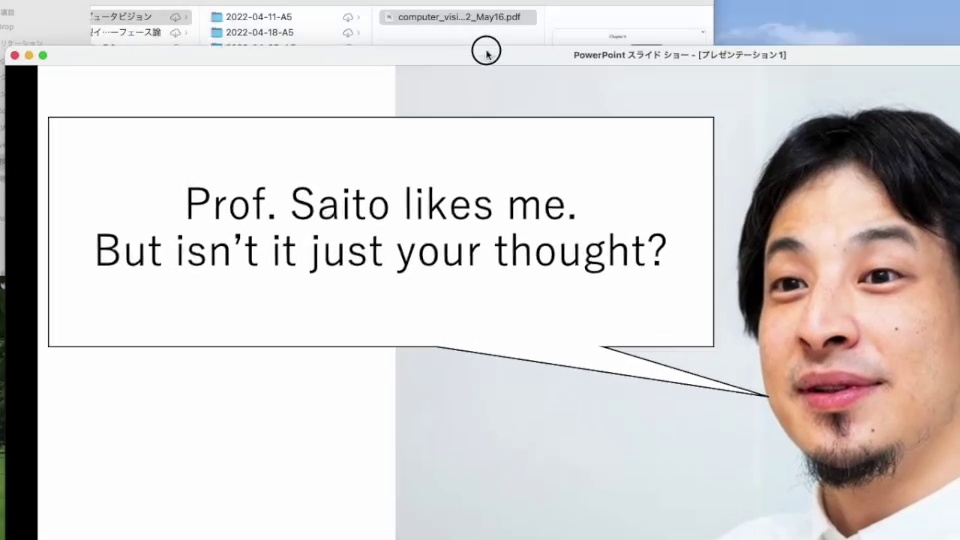 ュータビジョン
2022-04-11-A5
computer_visi...2_May16.pdf
イ…ーフェース論
2022-04-18-A5
PowerPoint スライド ショー - [プレゼンテーション1]
Prof. Saito likes me.
But isn't it just your thought?